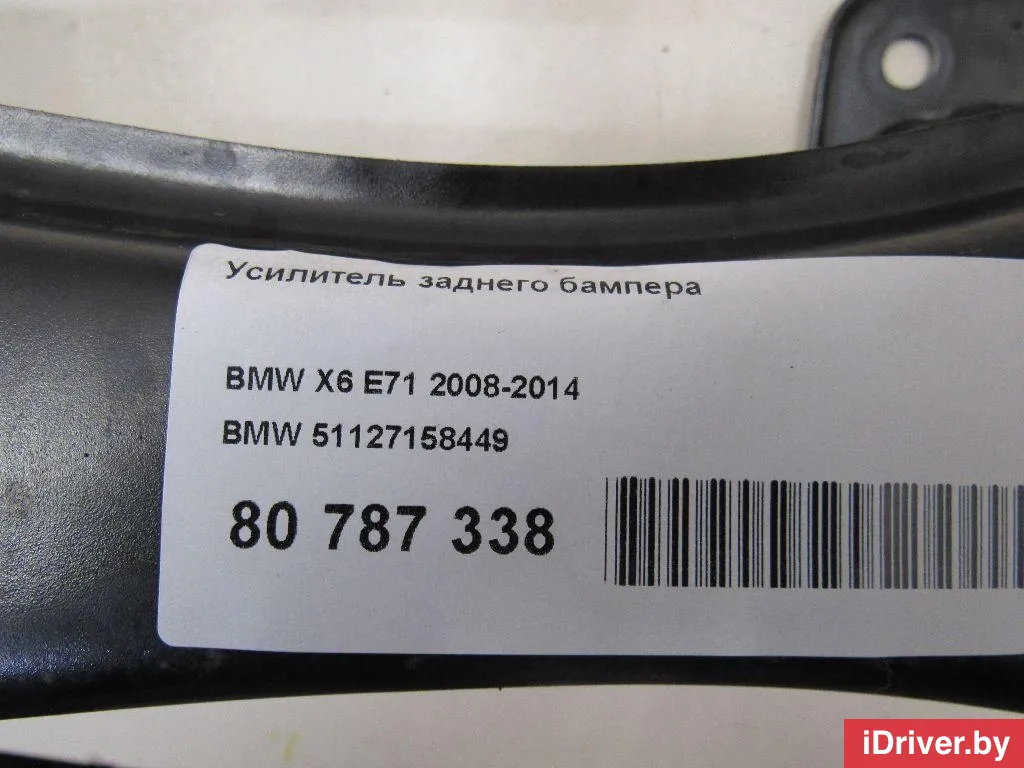 Усилитель заднего бампера
BMW X6 E71 2008-2014
BMW 51127158449
80 787 338
iDriver.by